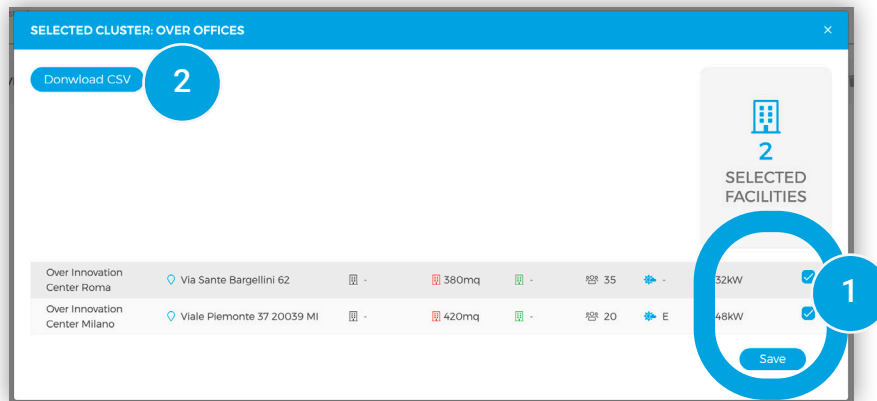 SELECTED CLUSTER: OVER OFFICES ×
Donwload CSV
2
2
SELECTED
FACILITIES
Over Innovation
Center Roma
Via Sante Bargellini 62 - 380mq - 35 - 32kW
Over Innovation
Center Milano
Viale Piemonte 37 20039 MI - 420mq - 20 E 48kW
1
Save